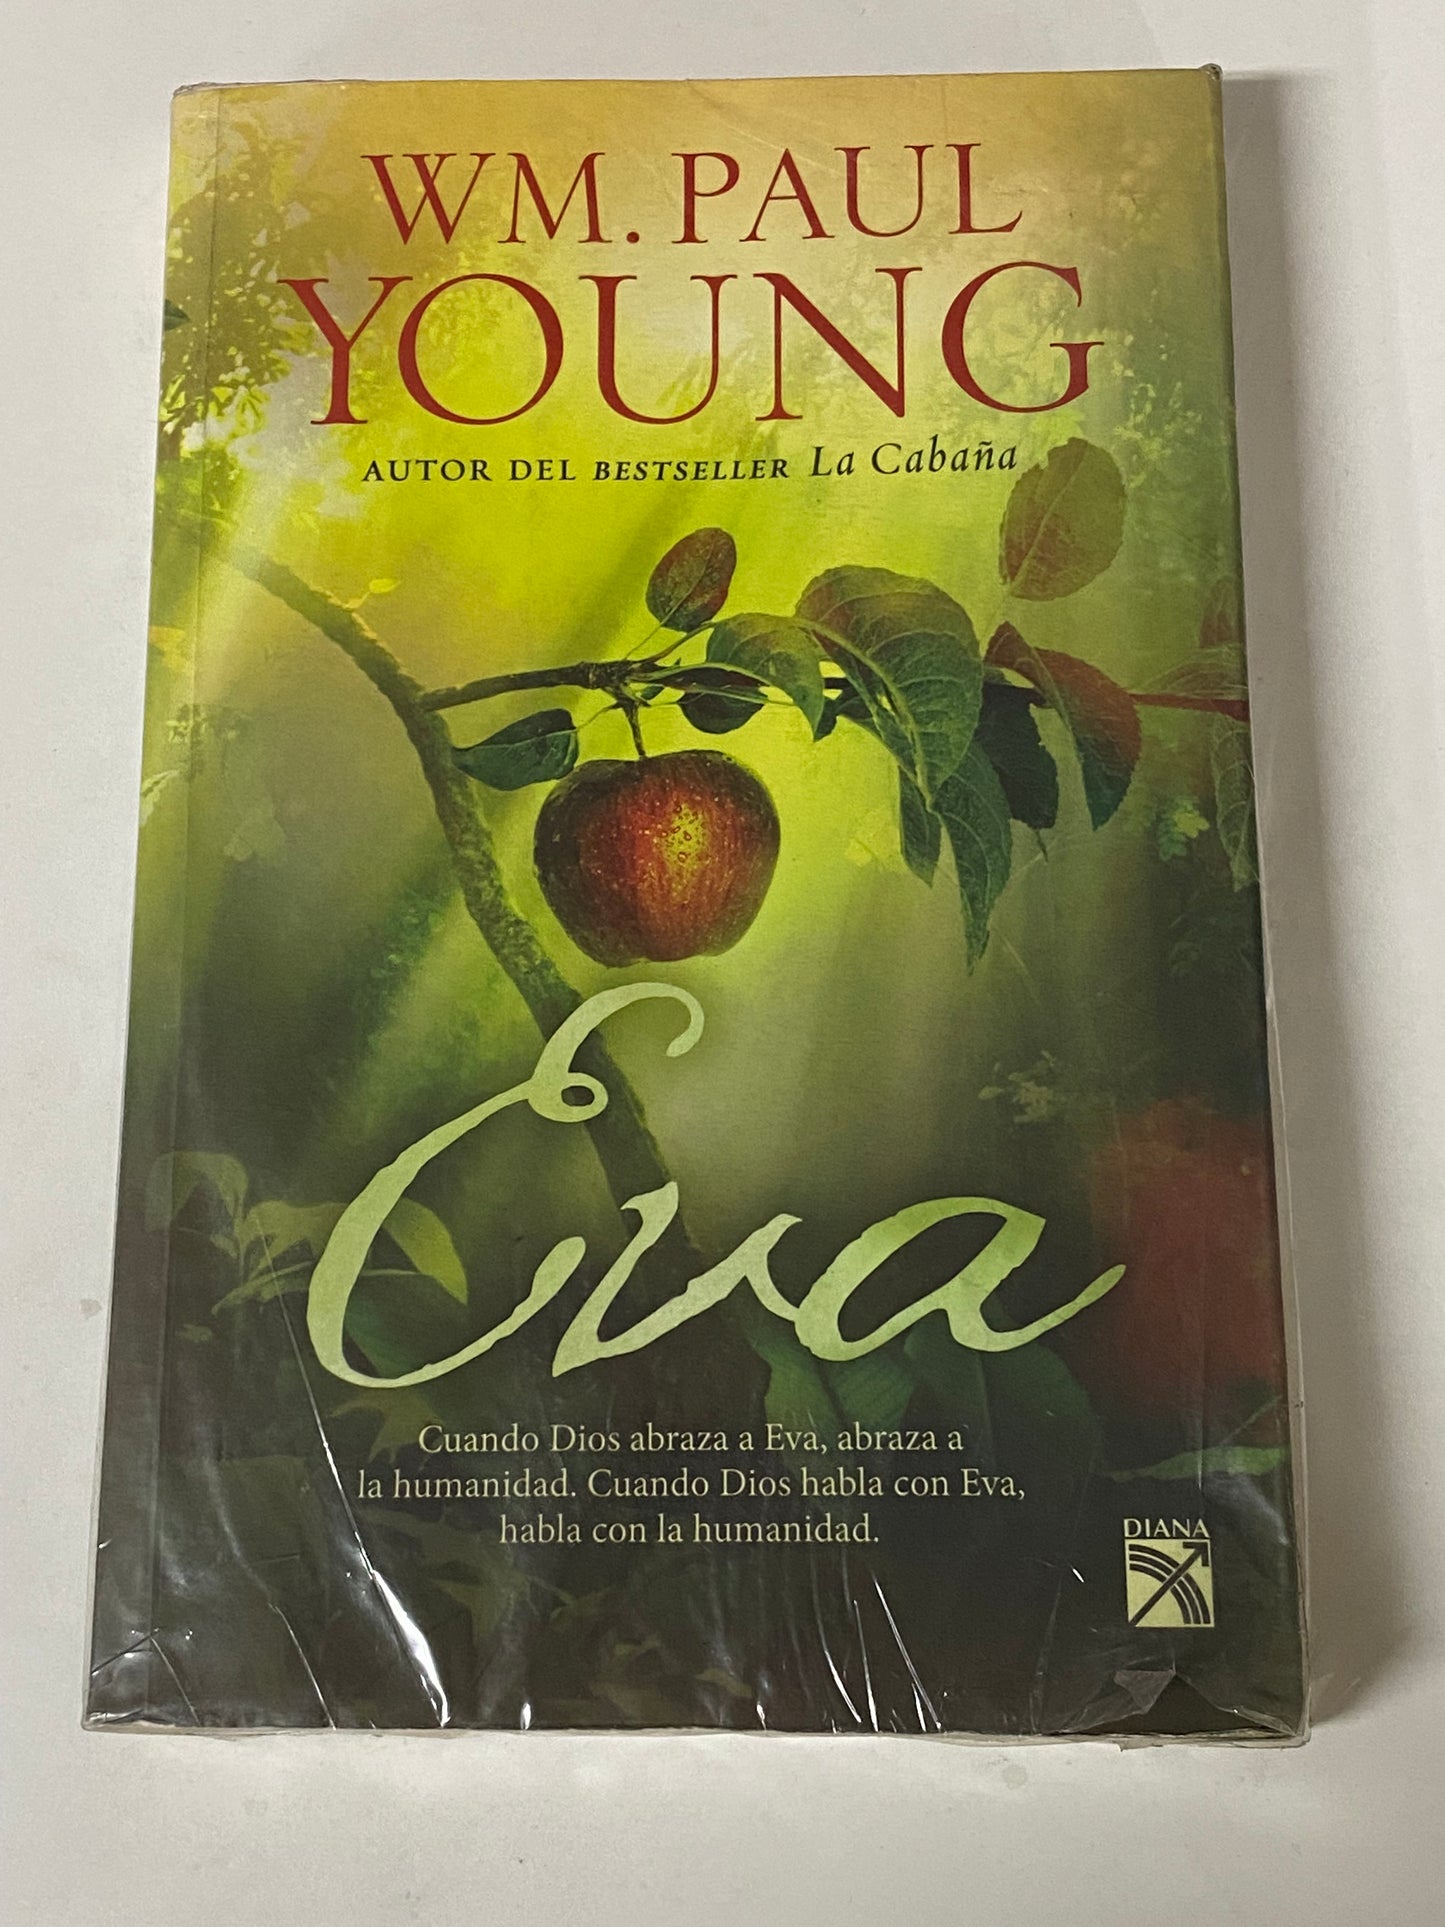 WM. PAUL
YOUNG
AUTOR DEL BESTSELLER La Cabaña
Eva
Cuando Dios abraza a Eva, abraza a
la humanidad. Cuando Dios habla con Eva,
habla con la humanidad.
DIANA